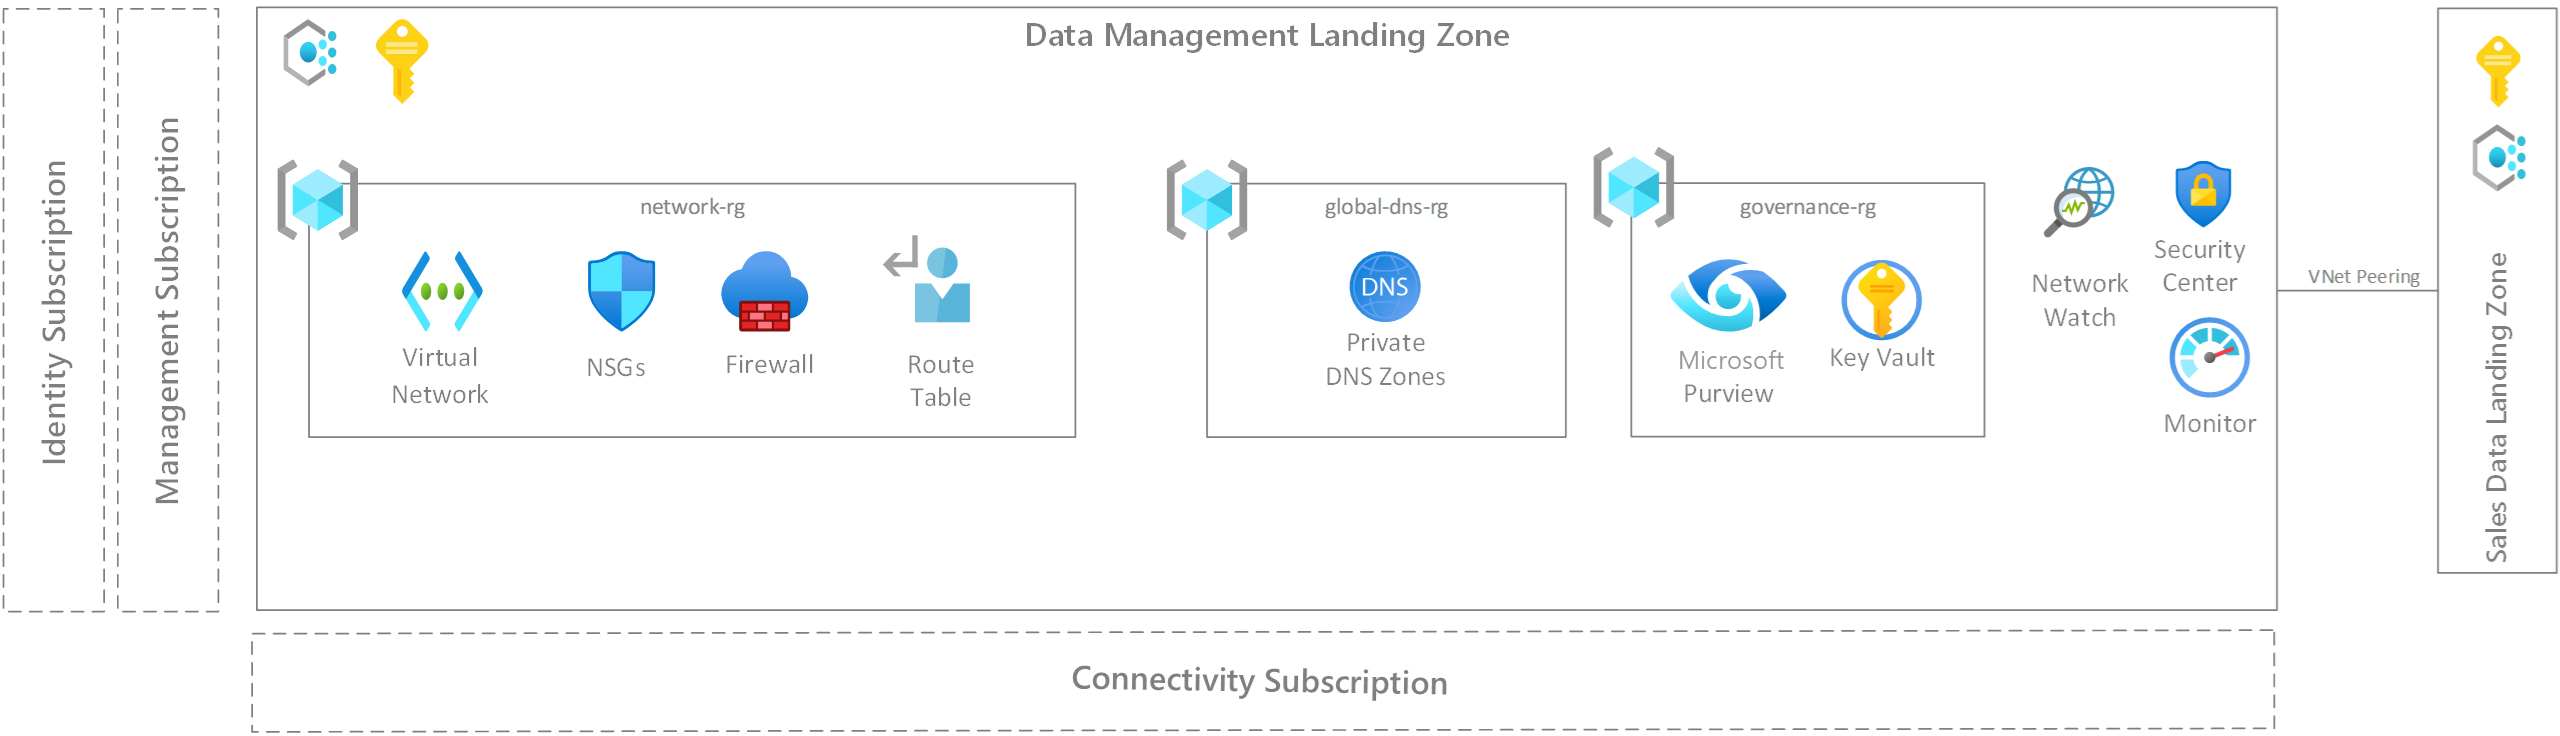 Identity Subscription
Management Subscription
Data Management Landing Zone
network-rg
Virtual
Network
NSGs
Firewall
Route
Table
global-dns-rg
DNS
Private
DNS Zones
governance-rg
Microsoft
Purview
Key Vault
Network
Watch
Security
Center
Monitor
VNet Peering
Sales Data Landing Zone
Connectivity Subscription